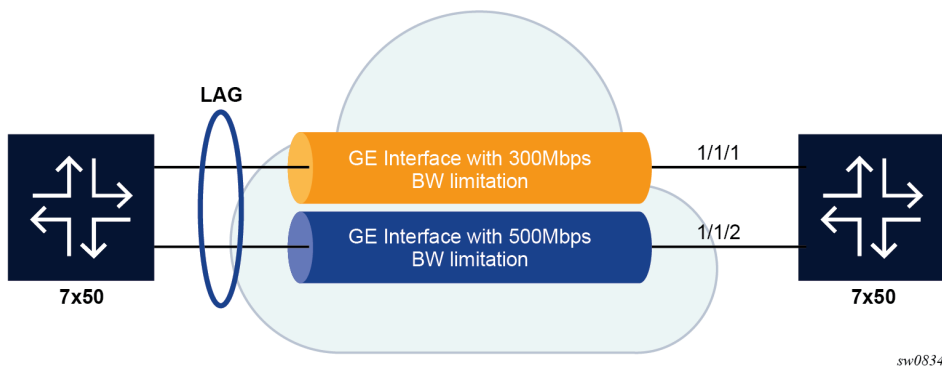 LAG
GE Interface with 300Mbps
BW limitation
1/1/1
GE Interface with 500Mbps
BW limitation
1/1/2
7x50
7x50
sw0834